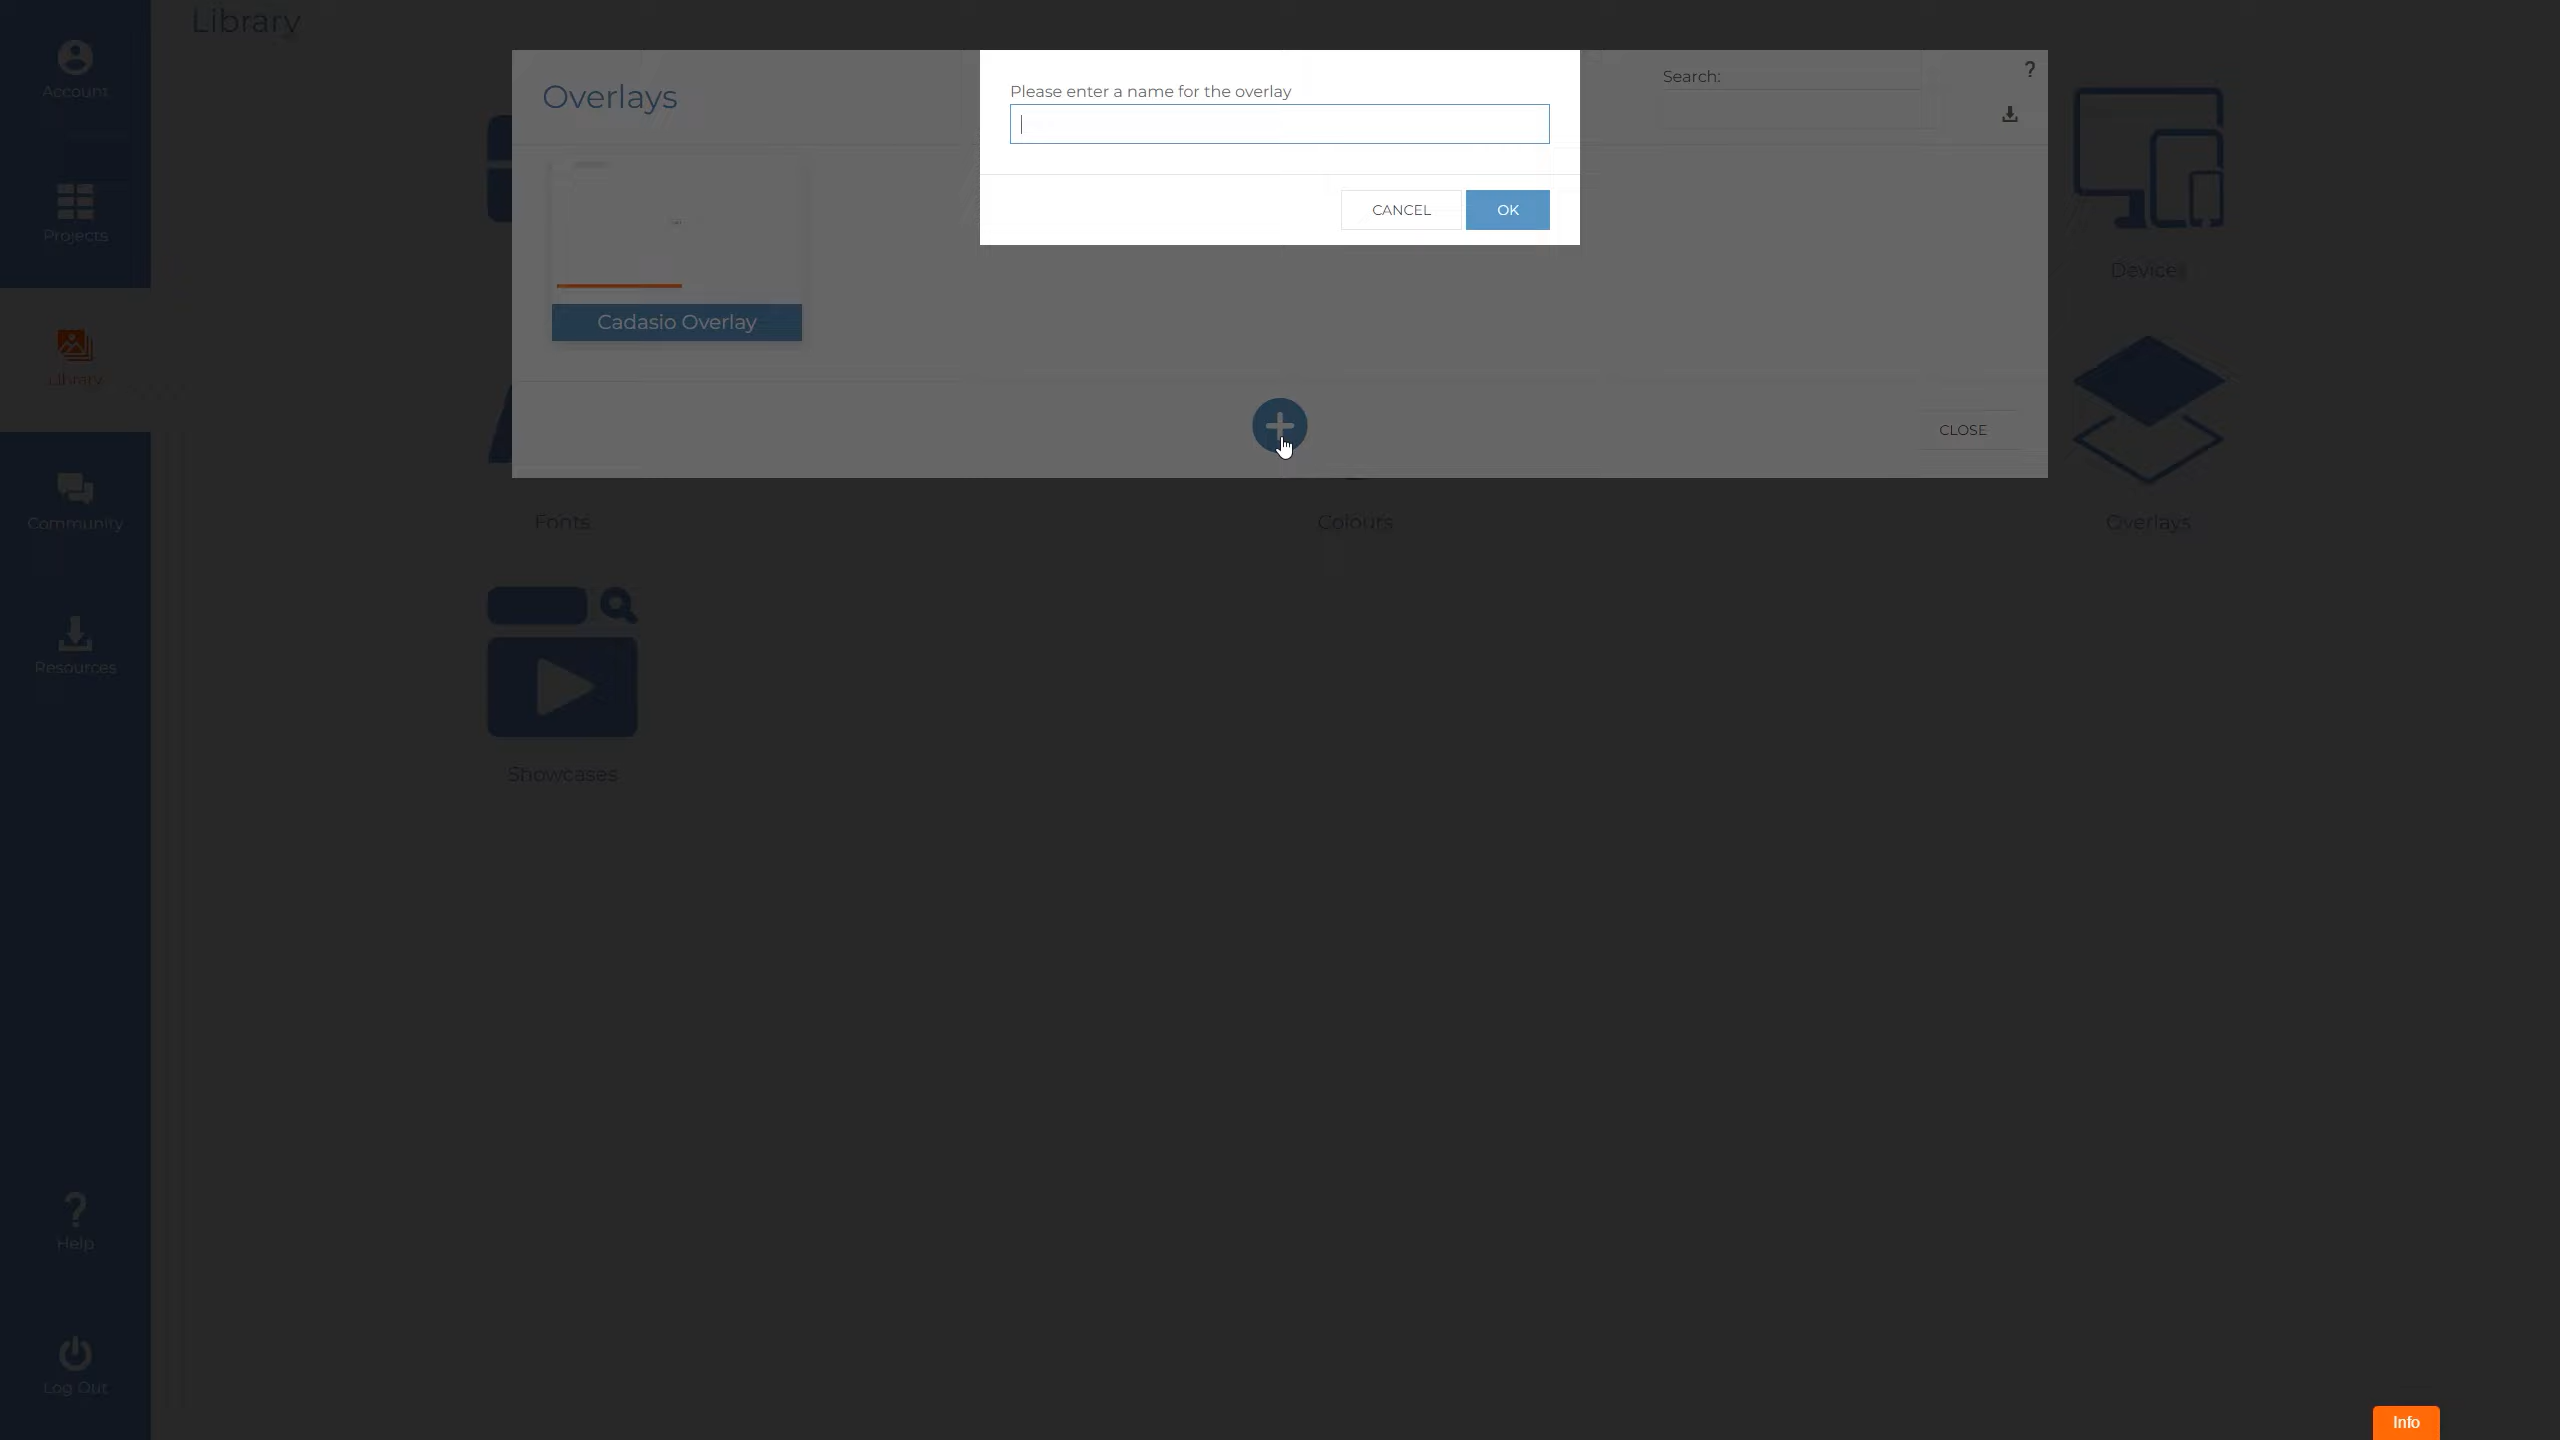 Library
Account
Projects
Library
Community
Resources
Help
Log Out
Overlays
Search:
?
Cadasio Overlay
CLOSE
Please enter a name for the overlay
CANCEL
OK
Devices
Fonts
Colours
Overlays
Showcases
Info